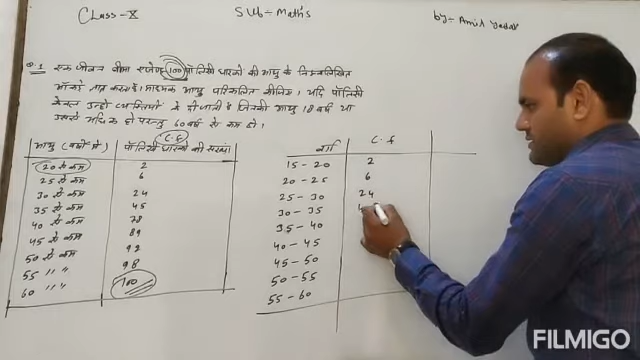 CLass-X
Sub-Maths
by:- Amit Yadav
Q.1 एक जीवन बीमा एजेण्ट 100 पॉलिसी धारकों की आयु के निम्नलिखित
आँकड़े ज्ञात करता है। माध्यक आयु परिकलित कीजिए। यदि पॉलिसी
केवल उन्हीं व्यक्तियों को दी जाती है जिनकी आयु 18 वर्ष या
उससे अधिक हो परन्तु 60 वर्ष से कम हो।
(C.f)
आयु (वर्षों में) पॉलिसी धारकों की संख्या
20 से कम 2
25 से कम 6
30 से कम 24
35 से कम 45
40 से कम 78
45 से कम 89
50 से कम 92
55 " " 98
60 " " 100
वर्ग C.f
15-20 2
20-25 6
25-30 24
30-35 4
35-40
40-45
45-50
50-55
55-60
FILMIGO